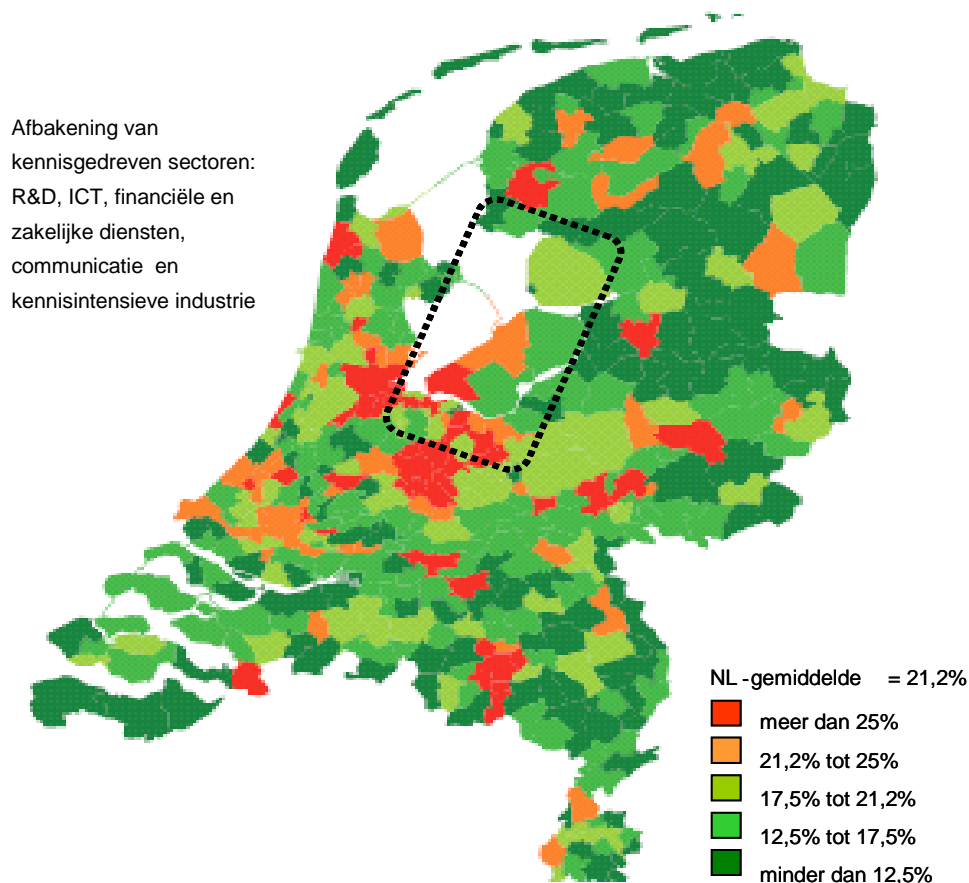 Afbakening van
kennisgedreven sectoren:
R&D, ICT, financiële en
zakelijke diensten,
communicatie en
kennisintensieve industrie
NL-gemiddelde = 21,2%
meer dan 25%
21,2% tot 25%
17,5% tot 21,2%
12,5% tot 17,5%
minder dan 12,5%